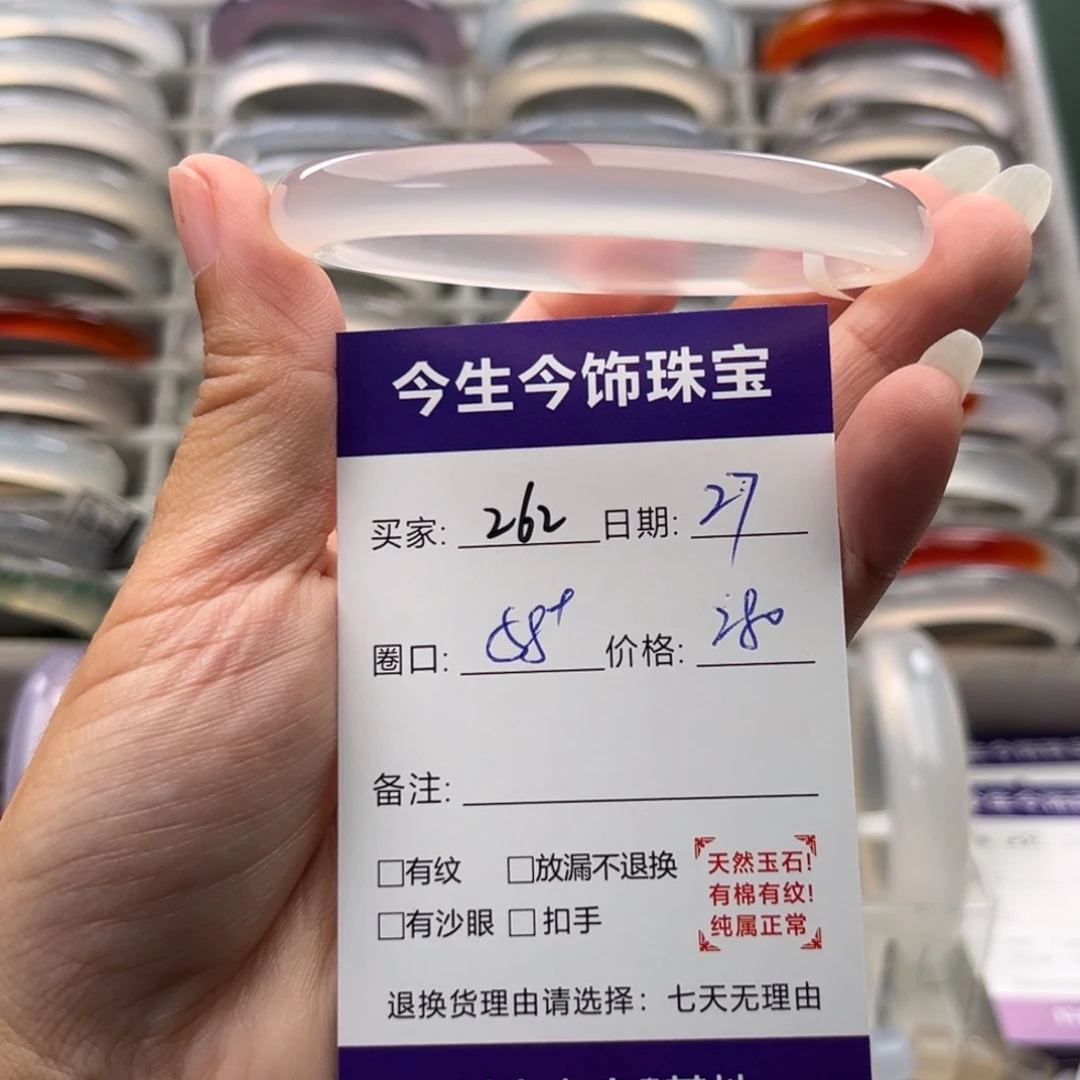 今生今饰珠宝
买家: 262 日期: 27
圈口: 58+ 价格: 280
备注:
□有纹 □放漏不退换
□有沙眼 □扣手
天然玉石!
有棉有纹!
纯属正常
退换货理由请选择：七天无理由